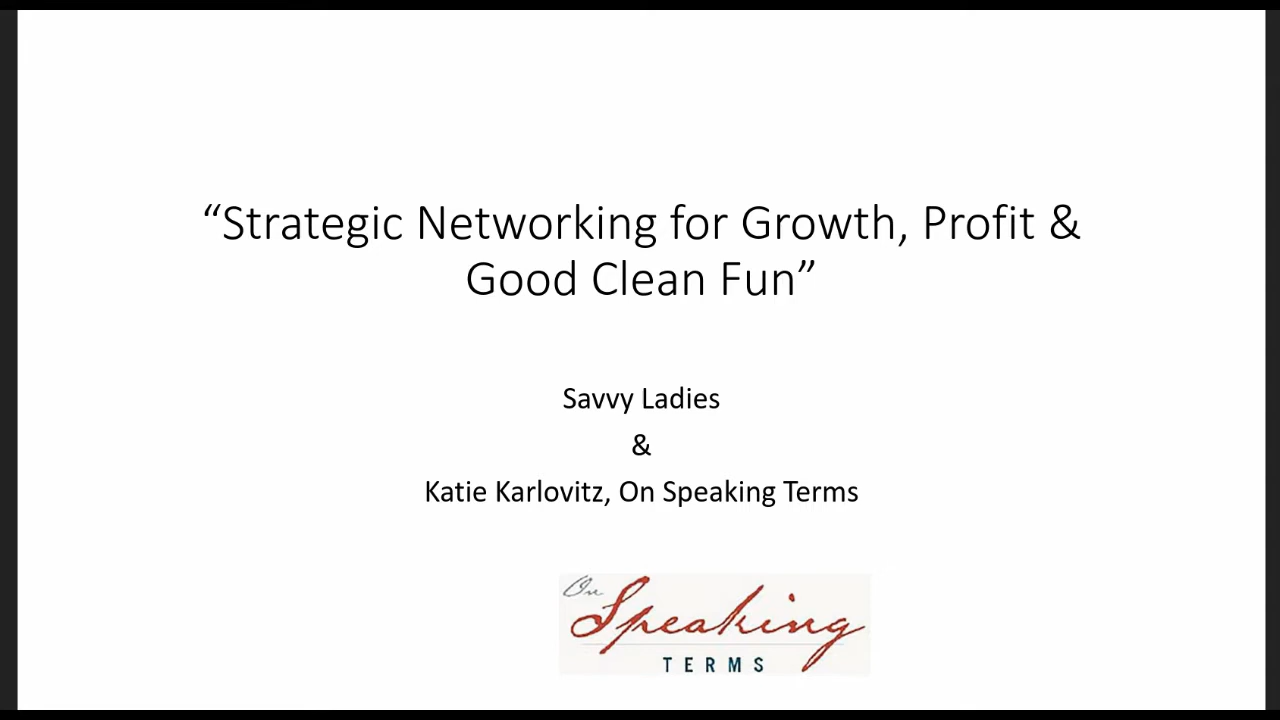 “Strategic Networking for Growth, Profit &
Good Clean Fun”
Savvy Ladies
&
Katie Karlovitz, On Speaking Terms
On
Speaking
TERMS